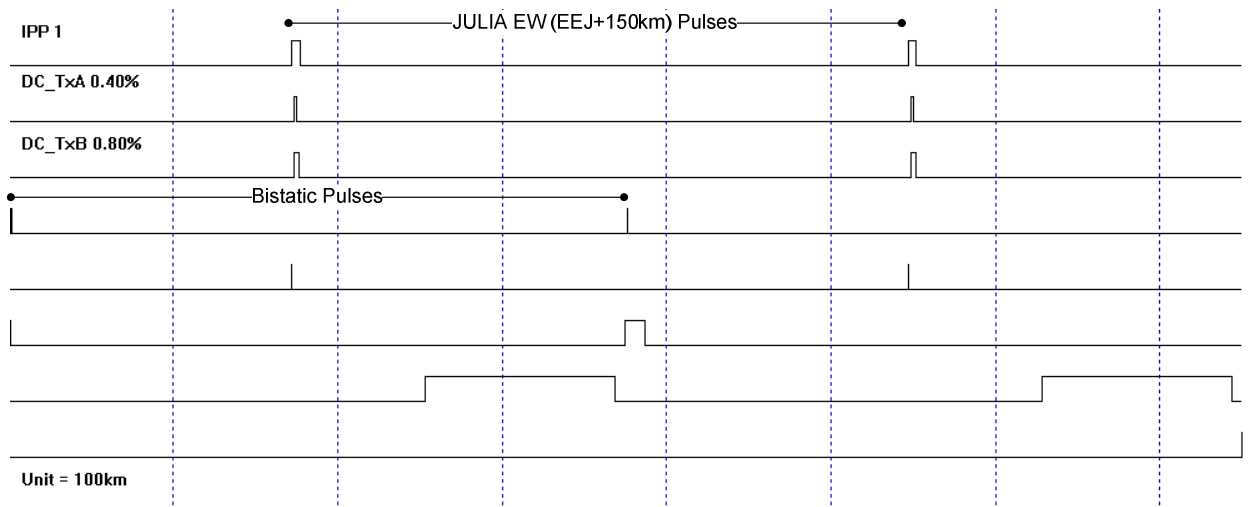 JULIA EW (EEJ+150km) Pulses
IPP 1
DC_TxA 0.40%
DC_TxB 0.80%
Bistatic Pulses
Unit = 100km